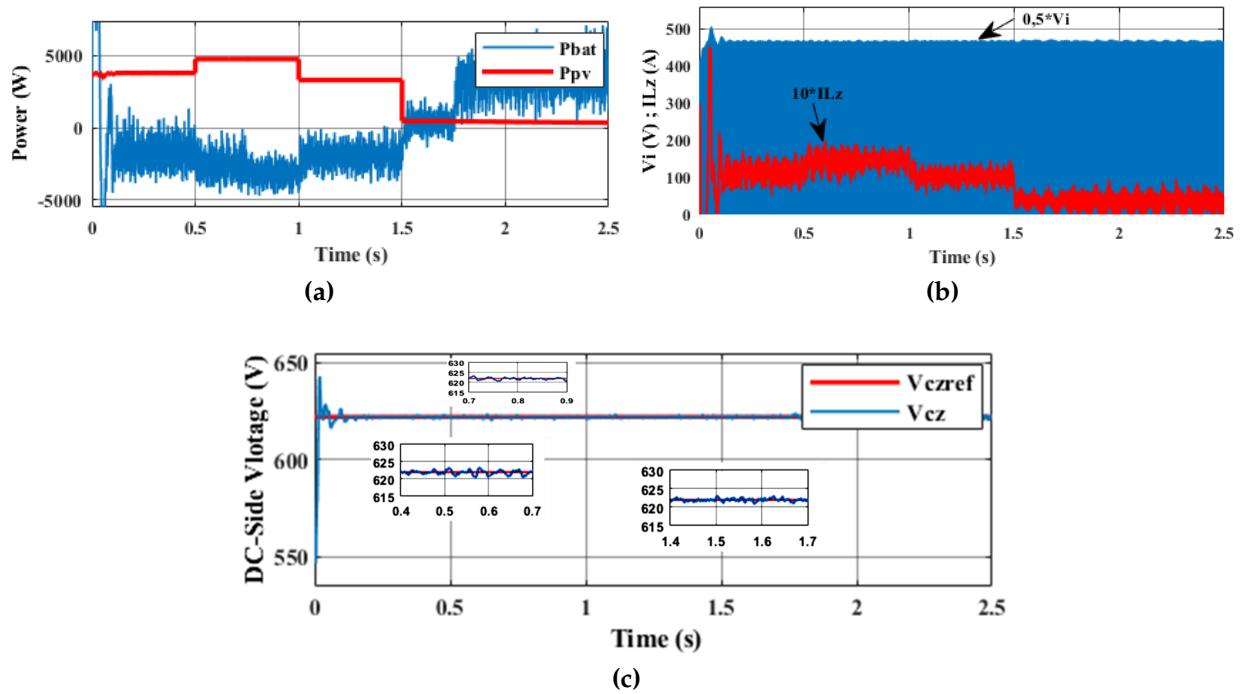 5000
0
-5000
Power (W)
Pbat
Ppv
0 0.5 1 1.5 2 2.5
Time (s)
(a)
500
400
300
200
100
0
Vi (V) ; ILz (A)
0,5*Vi
10*ILz
0 0.5 1 1.5 2 2.5
Time (s)
(b)
650
600
550
DC-Side Vlotage (V)
630
625
620
615
0.7 0.8 0.9
630
625
620
615
0.4 0.5 0.6 0.7
630
625
620
615
1.4 1.5 1.6 1.7
Vczref
Vcz
0 0.5 1 1.5 2 2.5
Time (s)
(c)